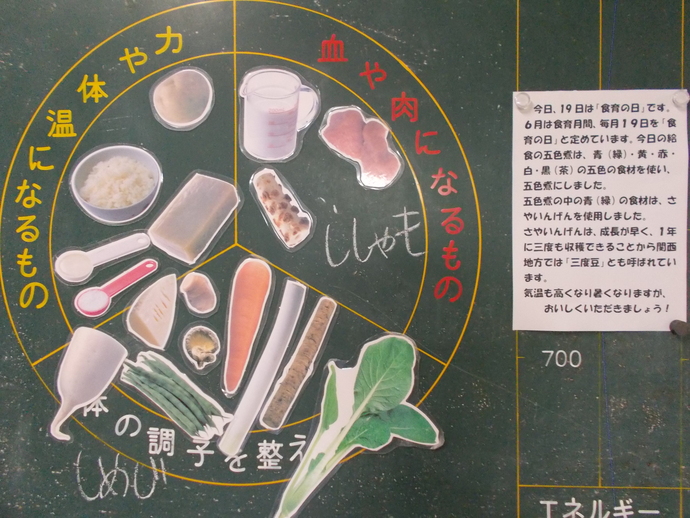 力や体温になるもの
血や肉になるもの
ししゃも
体の調子を整え
しめじ
今日、19日は「食育の日」です。
6月は食育月間、毎月19日を「食
育の日」と定めています。今日の給
食の五色煮は、青（緑）・黄・赤・
白・黒（茶）の五色の食材を使い、
五色煮にしました。
五色煮の中の青（緑）の食材は、さ
やいんげんを使用しました。
さやいんげんは、成長が早く、1年
に三度も収穫できることから関西
地方では「三度豆」とも呼ばれてい
ます。
気温も高くなり暑くなりますが、
おいしくいただきましょう！
700
エネルギー